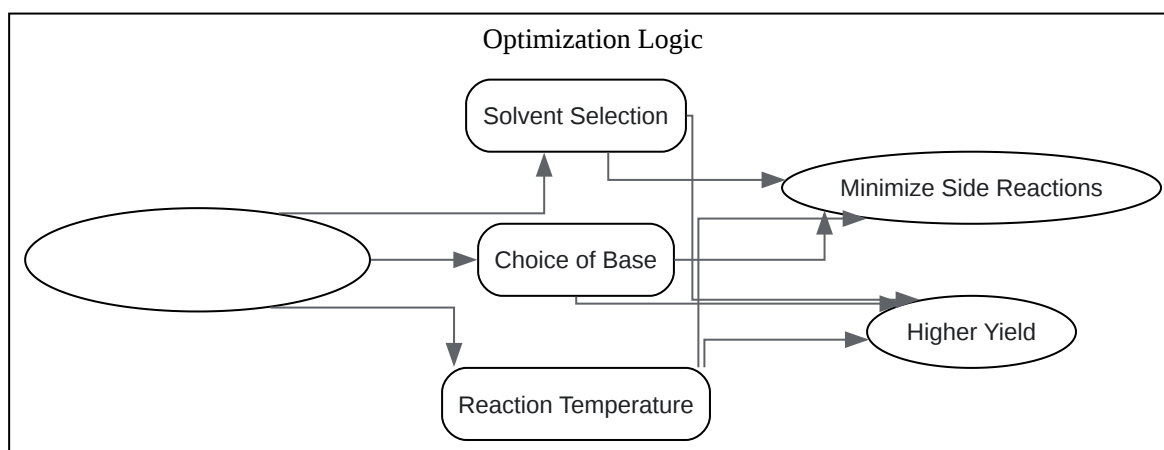 Optimization Logic
Solvent Selection
Minimize Side Reactions
Choice of Base
Higher Yield
Reaction Temperature